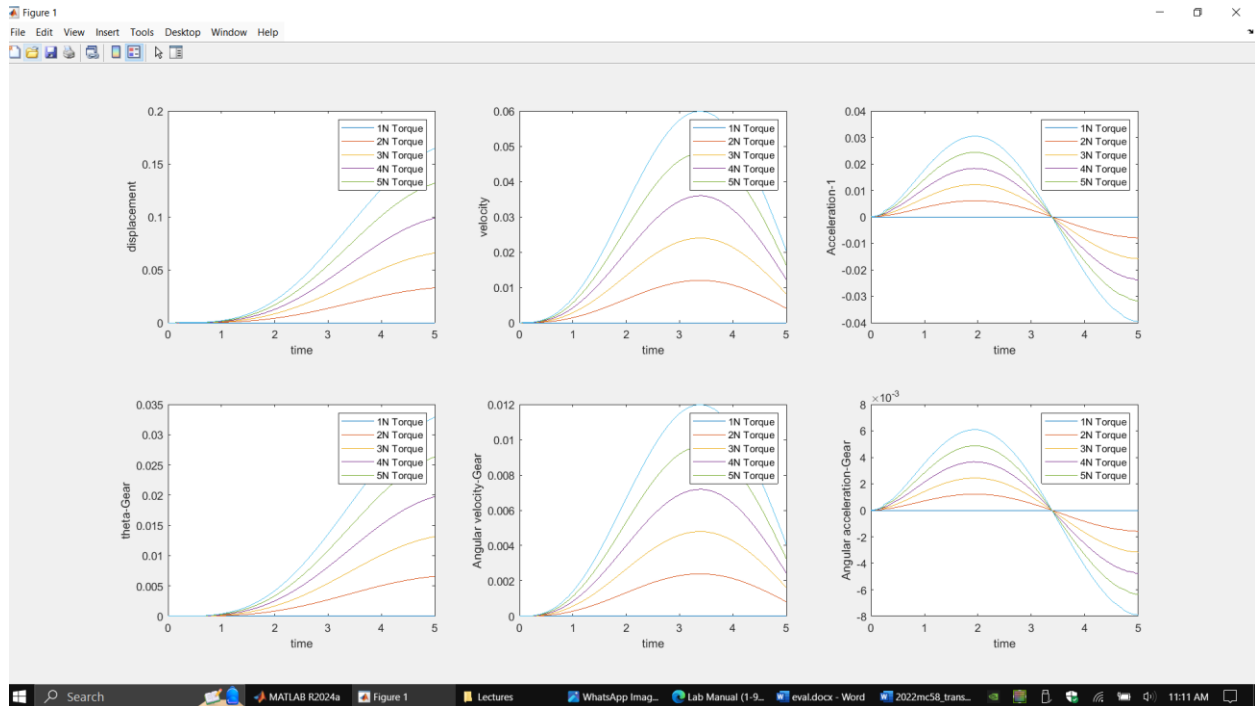 Figure 1
File Edit View Insert Tools Desktop Window Help
0.2
0.15
0.1
0.05
0
displacement
0 1 2 3 4 5
time
1N Torque
2N Torque
3N Torque
4N Torque
5N Torque
0.06
0.05
0.04
0.03
0.02
0.01
0
velocity
0 1 2 3 4 5
time
1N Torque
2N Torque
3N Torque
4N Torque
5N Torque
0.04
0.03
0.02
0.01
0
-0.01
-0.02
-0.03
-0.04
Acceleration-1
0 1 2 3 4 5
time
1N Torque
2N Torque
3N Torque
4N Torque
5N Torque
0.035
0.03
0.025
0.02
0.015
0.01
0.005
0
theta-Gear
0 1 2 3 4 5
time
1N Torque
2N Torque
3N Torque
4N Torque
5N Torque
0.012
0.01
0.008
0.006
0.004
0.002
0
Angular velocity-Gear
0 1 2 3 4 5
time
1N Torque
2N Torque
3N Torque
4N Torque
5N Torque
×10-3
8
6
4
2
0
-2
-4
-6
-8
Angular acceleration-Gear
0 1 2 3 4 5
time
1N Torque
2N Torque
3N Torque
4N Torque
5N Torque
Search MATLAB R2024a Figure 1 Lectures WhatsApp Imag... Lab Manual (1-9... eval.docx - Word 2022mc58_trans... 11:11 AM